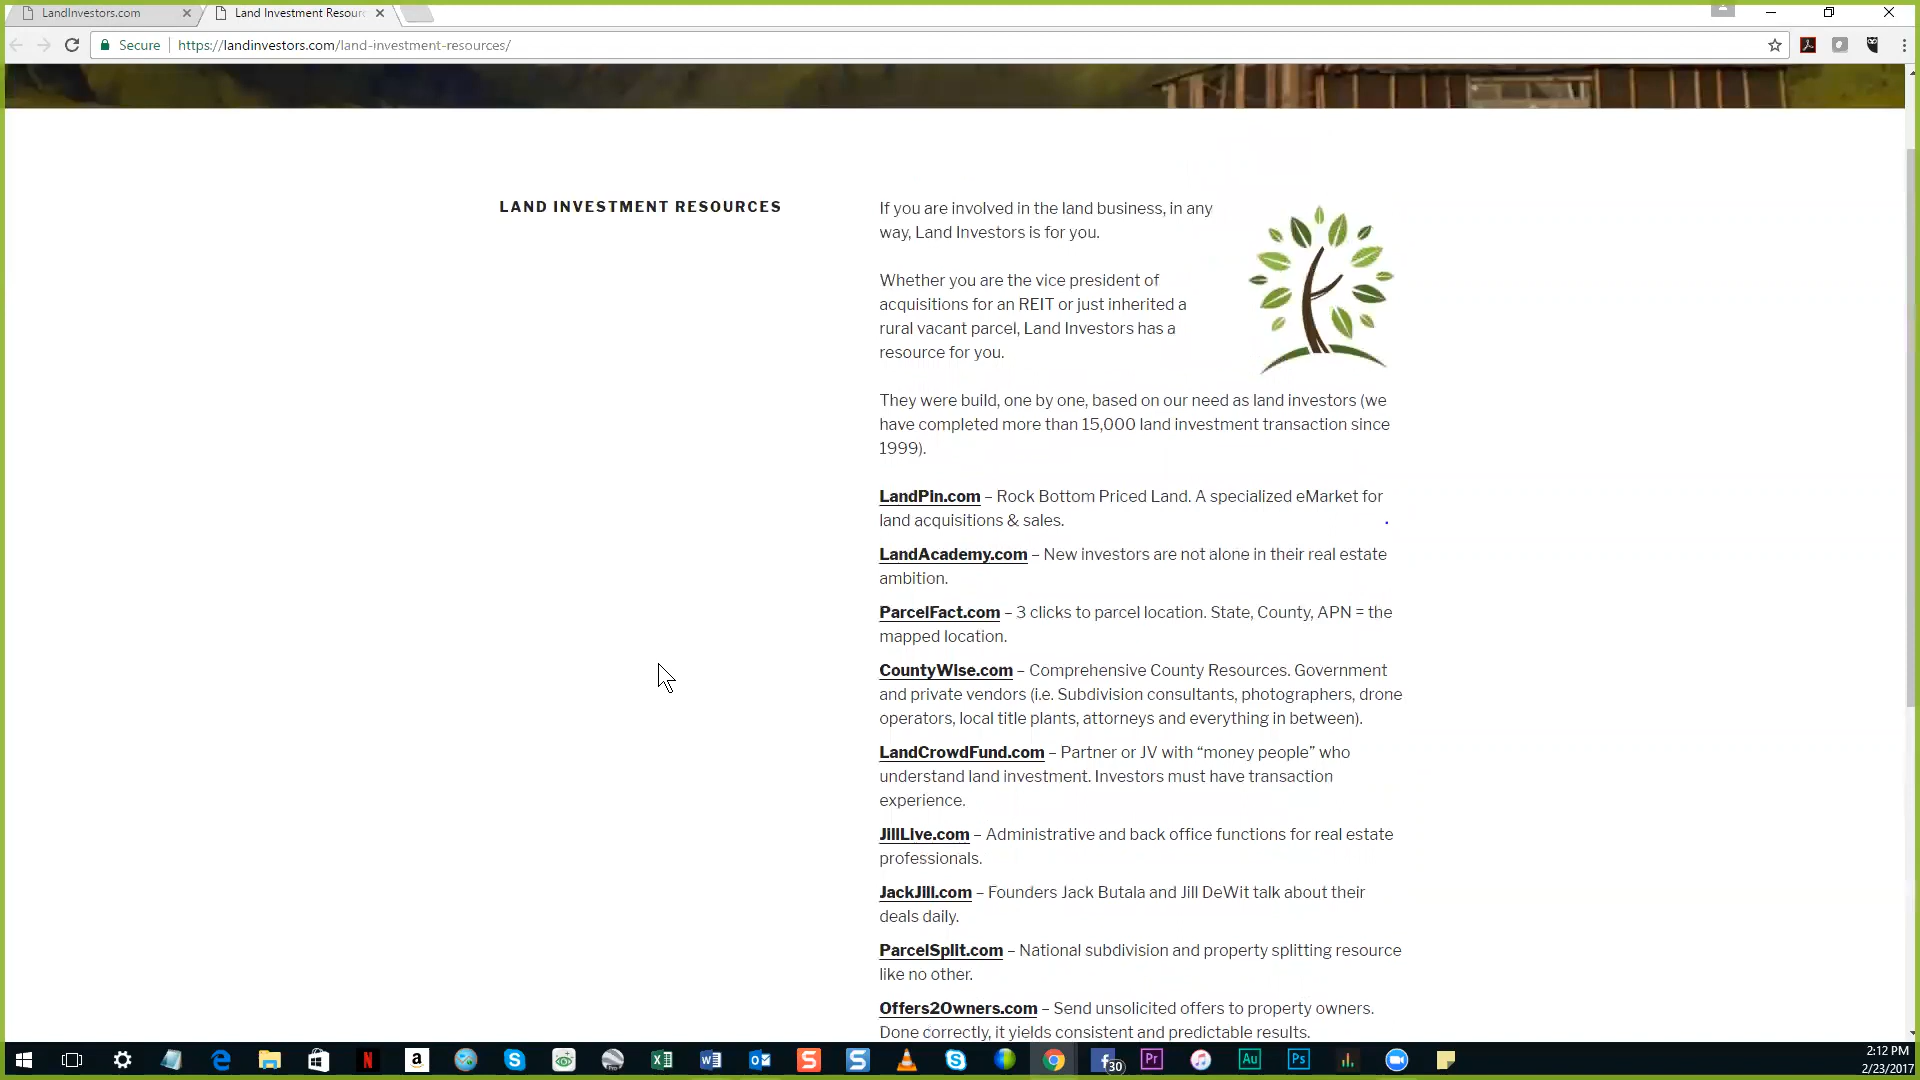 LandInvestors.com
Land Investment Resour
Secure
https://landinvestors.com/land-investment-resources/
LAND INVESTMENT RESOURCES
If you are involved in the land business, in any
way, Land Investors is for you.
Whether you are the vice president of
acquisitions for an REIT or just inherited a
rural vacant parcel, Land Investors has a
resource for you.
They were build, one by one, based on our need as land investors (we
have completed more than 15,000 land investment transaction since
1999).
LandPin.com – Rock Bottom Priced Land. A specialized eMarket for
land acquisitions & sales.
LandAcademy.com – New investors are not alone in their real estate
ambition.
ParcelFact.com – 3 clicks to parcel location. State, County, APN = the
mapped location.
CountyWise.com – Comprehensive County Resources. Government
and private vendors (i.e. Subdivision consultants, photographers, drone
operators, local title plants, attorneys and everything in between).
LandCrowdFund.com – Partner or JV with “money people” who
understand land investment. Investors must have transaction
experience.
JillLive.com – Administrative and back office functions for real estate
professionals.
JackJill.com – Founders Jack Butala and Jill DeWit talk about their
deals daily.
ParcelSplit.com – National subdivision and property splitting resource
like no other.
Offers2Owners.com – Send unsolicited offers to property owners.
Done correctly, it yields consistent and predictable results.
30
Pr
Au
Ps
2:12 PM
2/23/2017